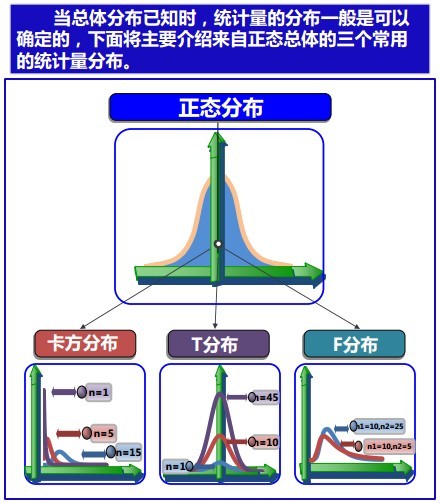 当总体分布已知时，统计量的分布一般是可以
确定的，下面将主要介绍来自正态总体的三个常用
的统计量分布。
正态分布
卡方分布
T分布
F分布
n=1
n=5
n=15
n=45
n=10
n=1
n1=10,n2=25
n1=10,n2=5